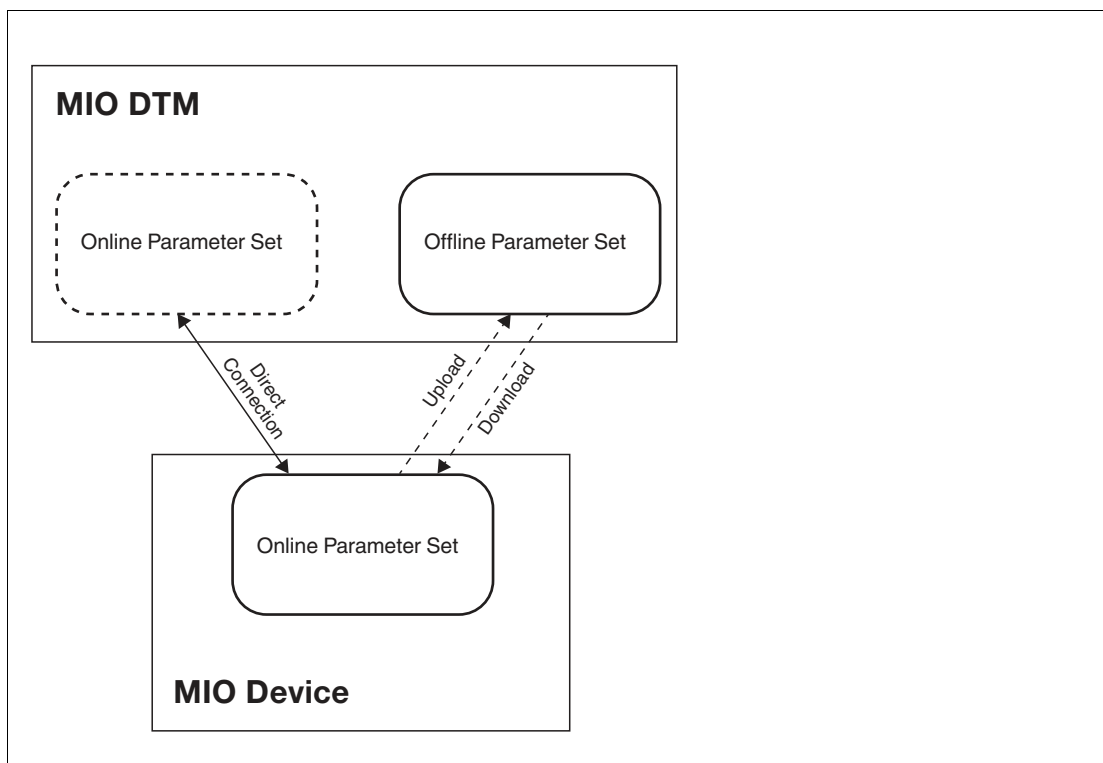 MIO DTM
Online Parameter Set
Offline Parameter Set
Direct
Connection
Upload
Download
Online Parameter Set
MIO Device